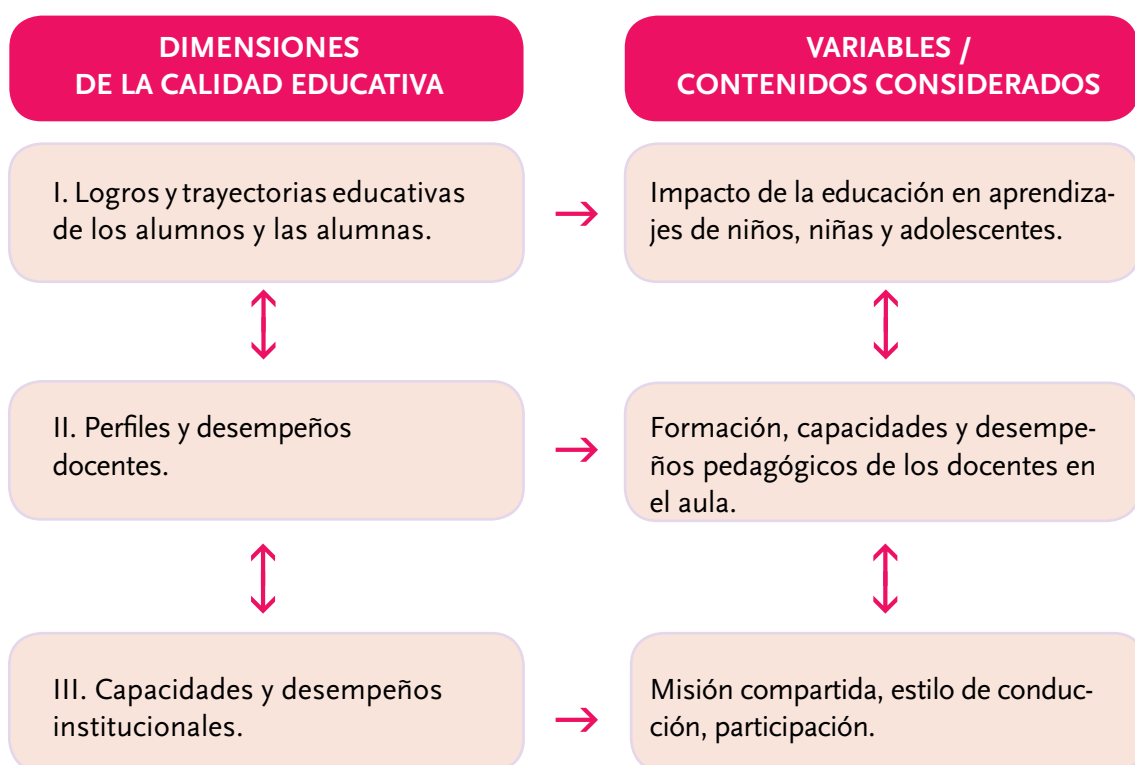 DIMENSIONES
DE LA CALIDAD EDUCATIVA
VARIABLES /
CONTENIDOS CONSIDERADOS
I. Logros y trayectorias educativas
de los alumnos y las alumnas.
Impacto de la educación en aprendiza-
jes de niños, niñas y adolescentes.
II. Perfiles y desempeños
docentes.
Formación, capacidades y desempe-
ños pedagógicos de los docentes en
el aula.
III. Capacidades y desempeños
institucionales.
Misión compartida, estilo de conduc-
ción, participación.